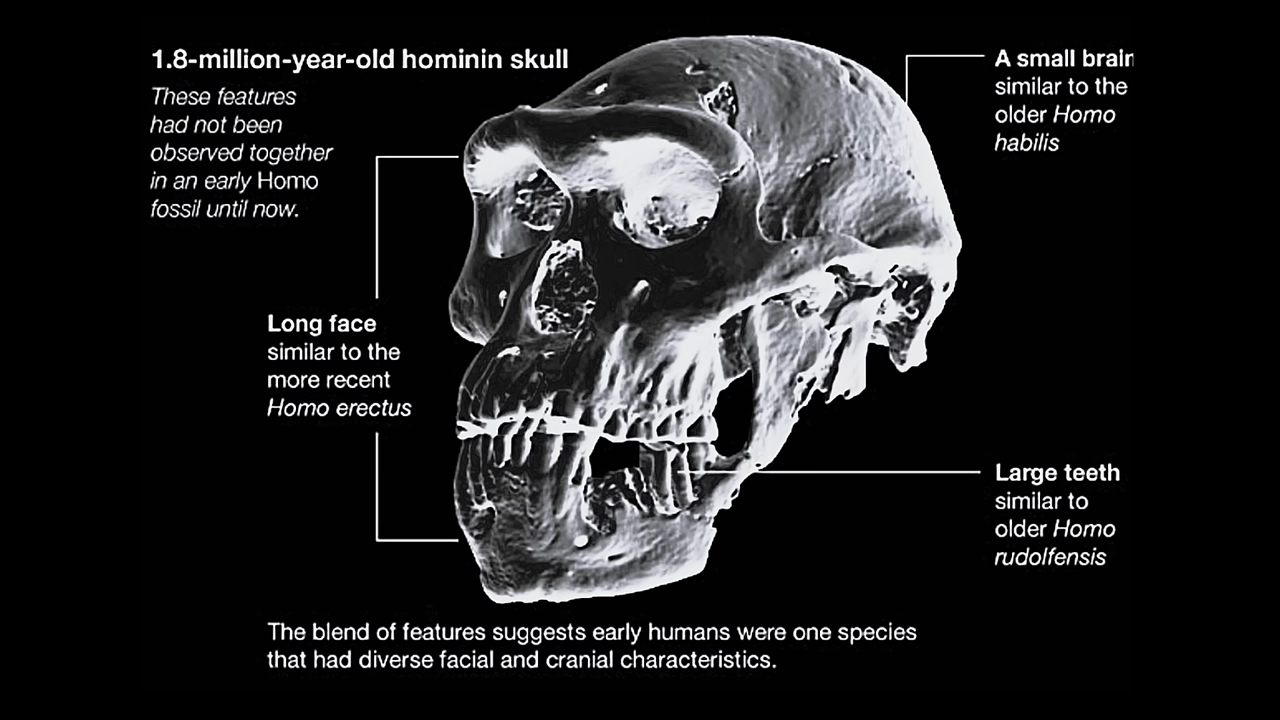 1.8-million-year-old hominin skull
These features
had not been
observed together
in an early Homo
fossil until now.
A small brain
similar to the
older Homo
habilis
Long face
similar to the
more recent
Homo erectus
Large teeth
similar to
older Homo
rudolfensis
The blend of features suggests early humans were one species
that had diverse facial and cranial characteristics.